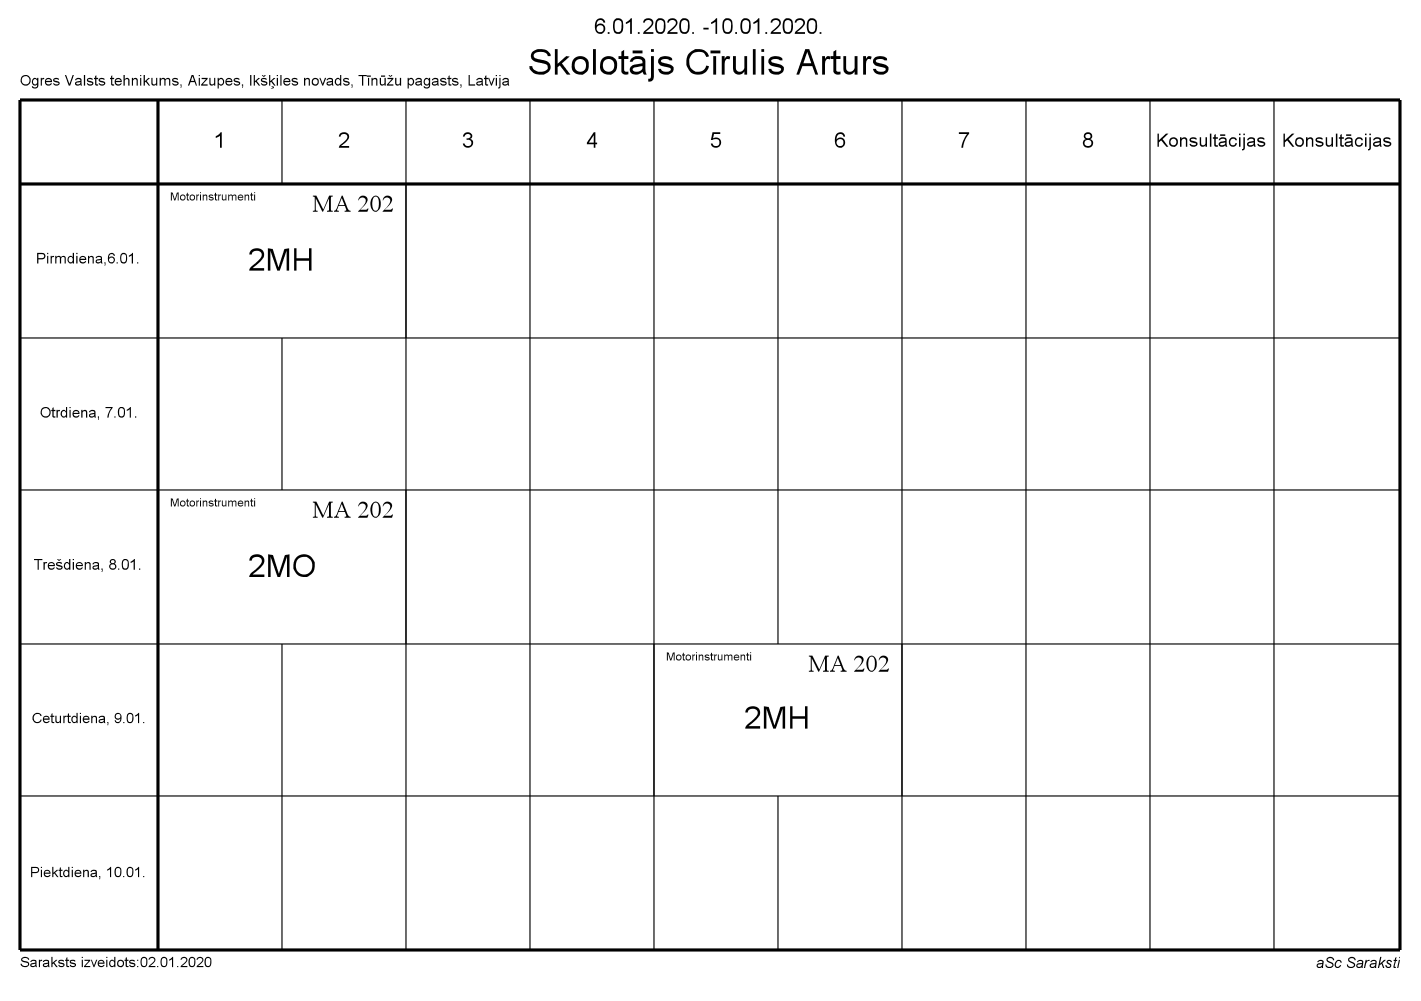 6.01.2020. -10.01.2020.
Skolotājs Cīrulis Arturs
Ogres Valsts tehnikums, Aizupes, Ikšķiles novads, Tīnūžu pagasts, Latvija
1 2 3 4 5 6 7 8 Konsultācijas Konsultācijas
Motorinstrumenti MA 202
Pirmdiena,6.01. 2MH
Otrdiena, 7.01.
Motorinstrumenti MA 202
Trešdiena, 8.01. 2MO
Motorinstrumenti MA 202
Ceturtdiena, 9.01. 2MH
Piektdiena, 10.01.
Saraksts izveidots:02.01.2020 aSc Saraksti